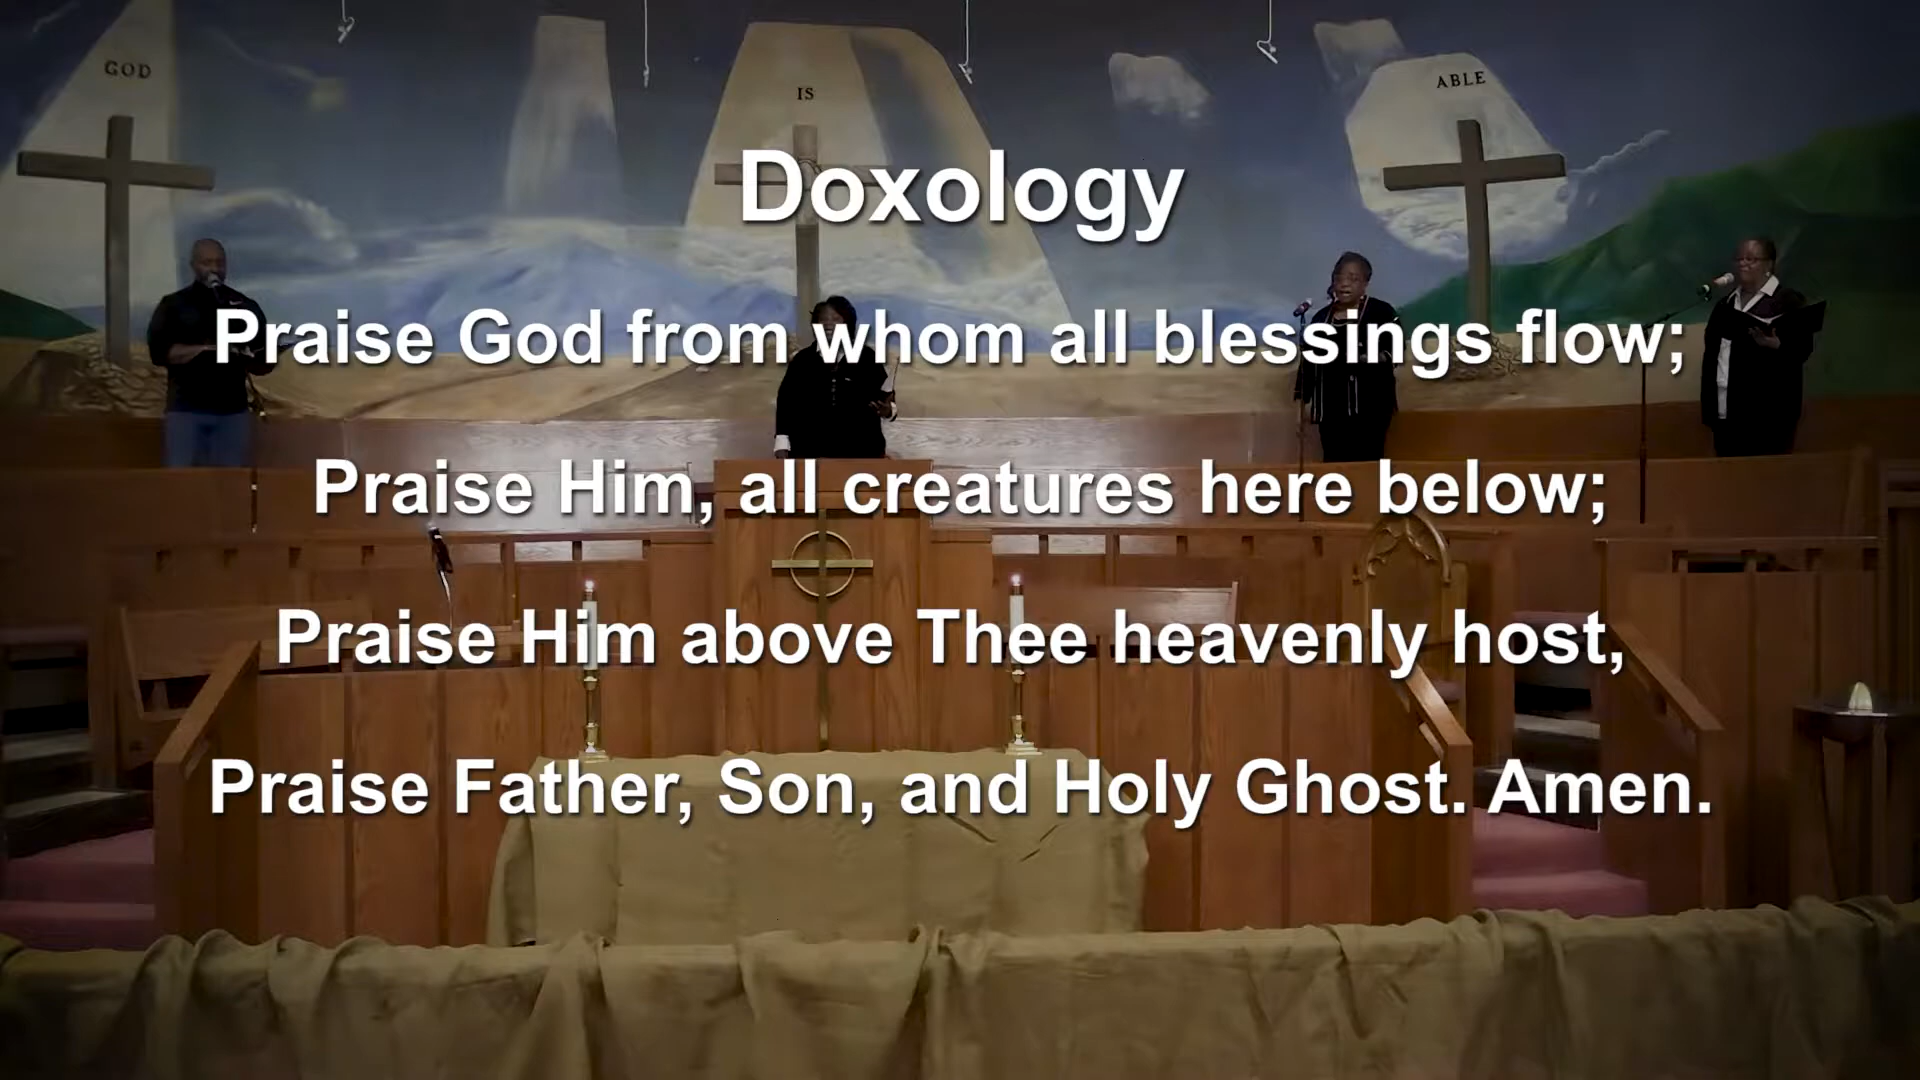 GOD
IS
ABLE
Doxology
Praise God from whom all blessings flow;
Praise Him, all creatures here below;
Praise Him above Thee heavenly host,
Praise Father, Son, and Holy Ghost. Amen.